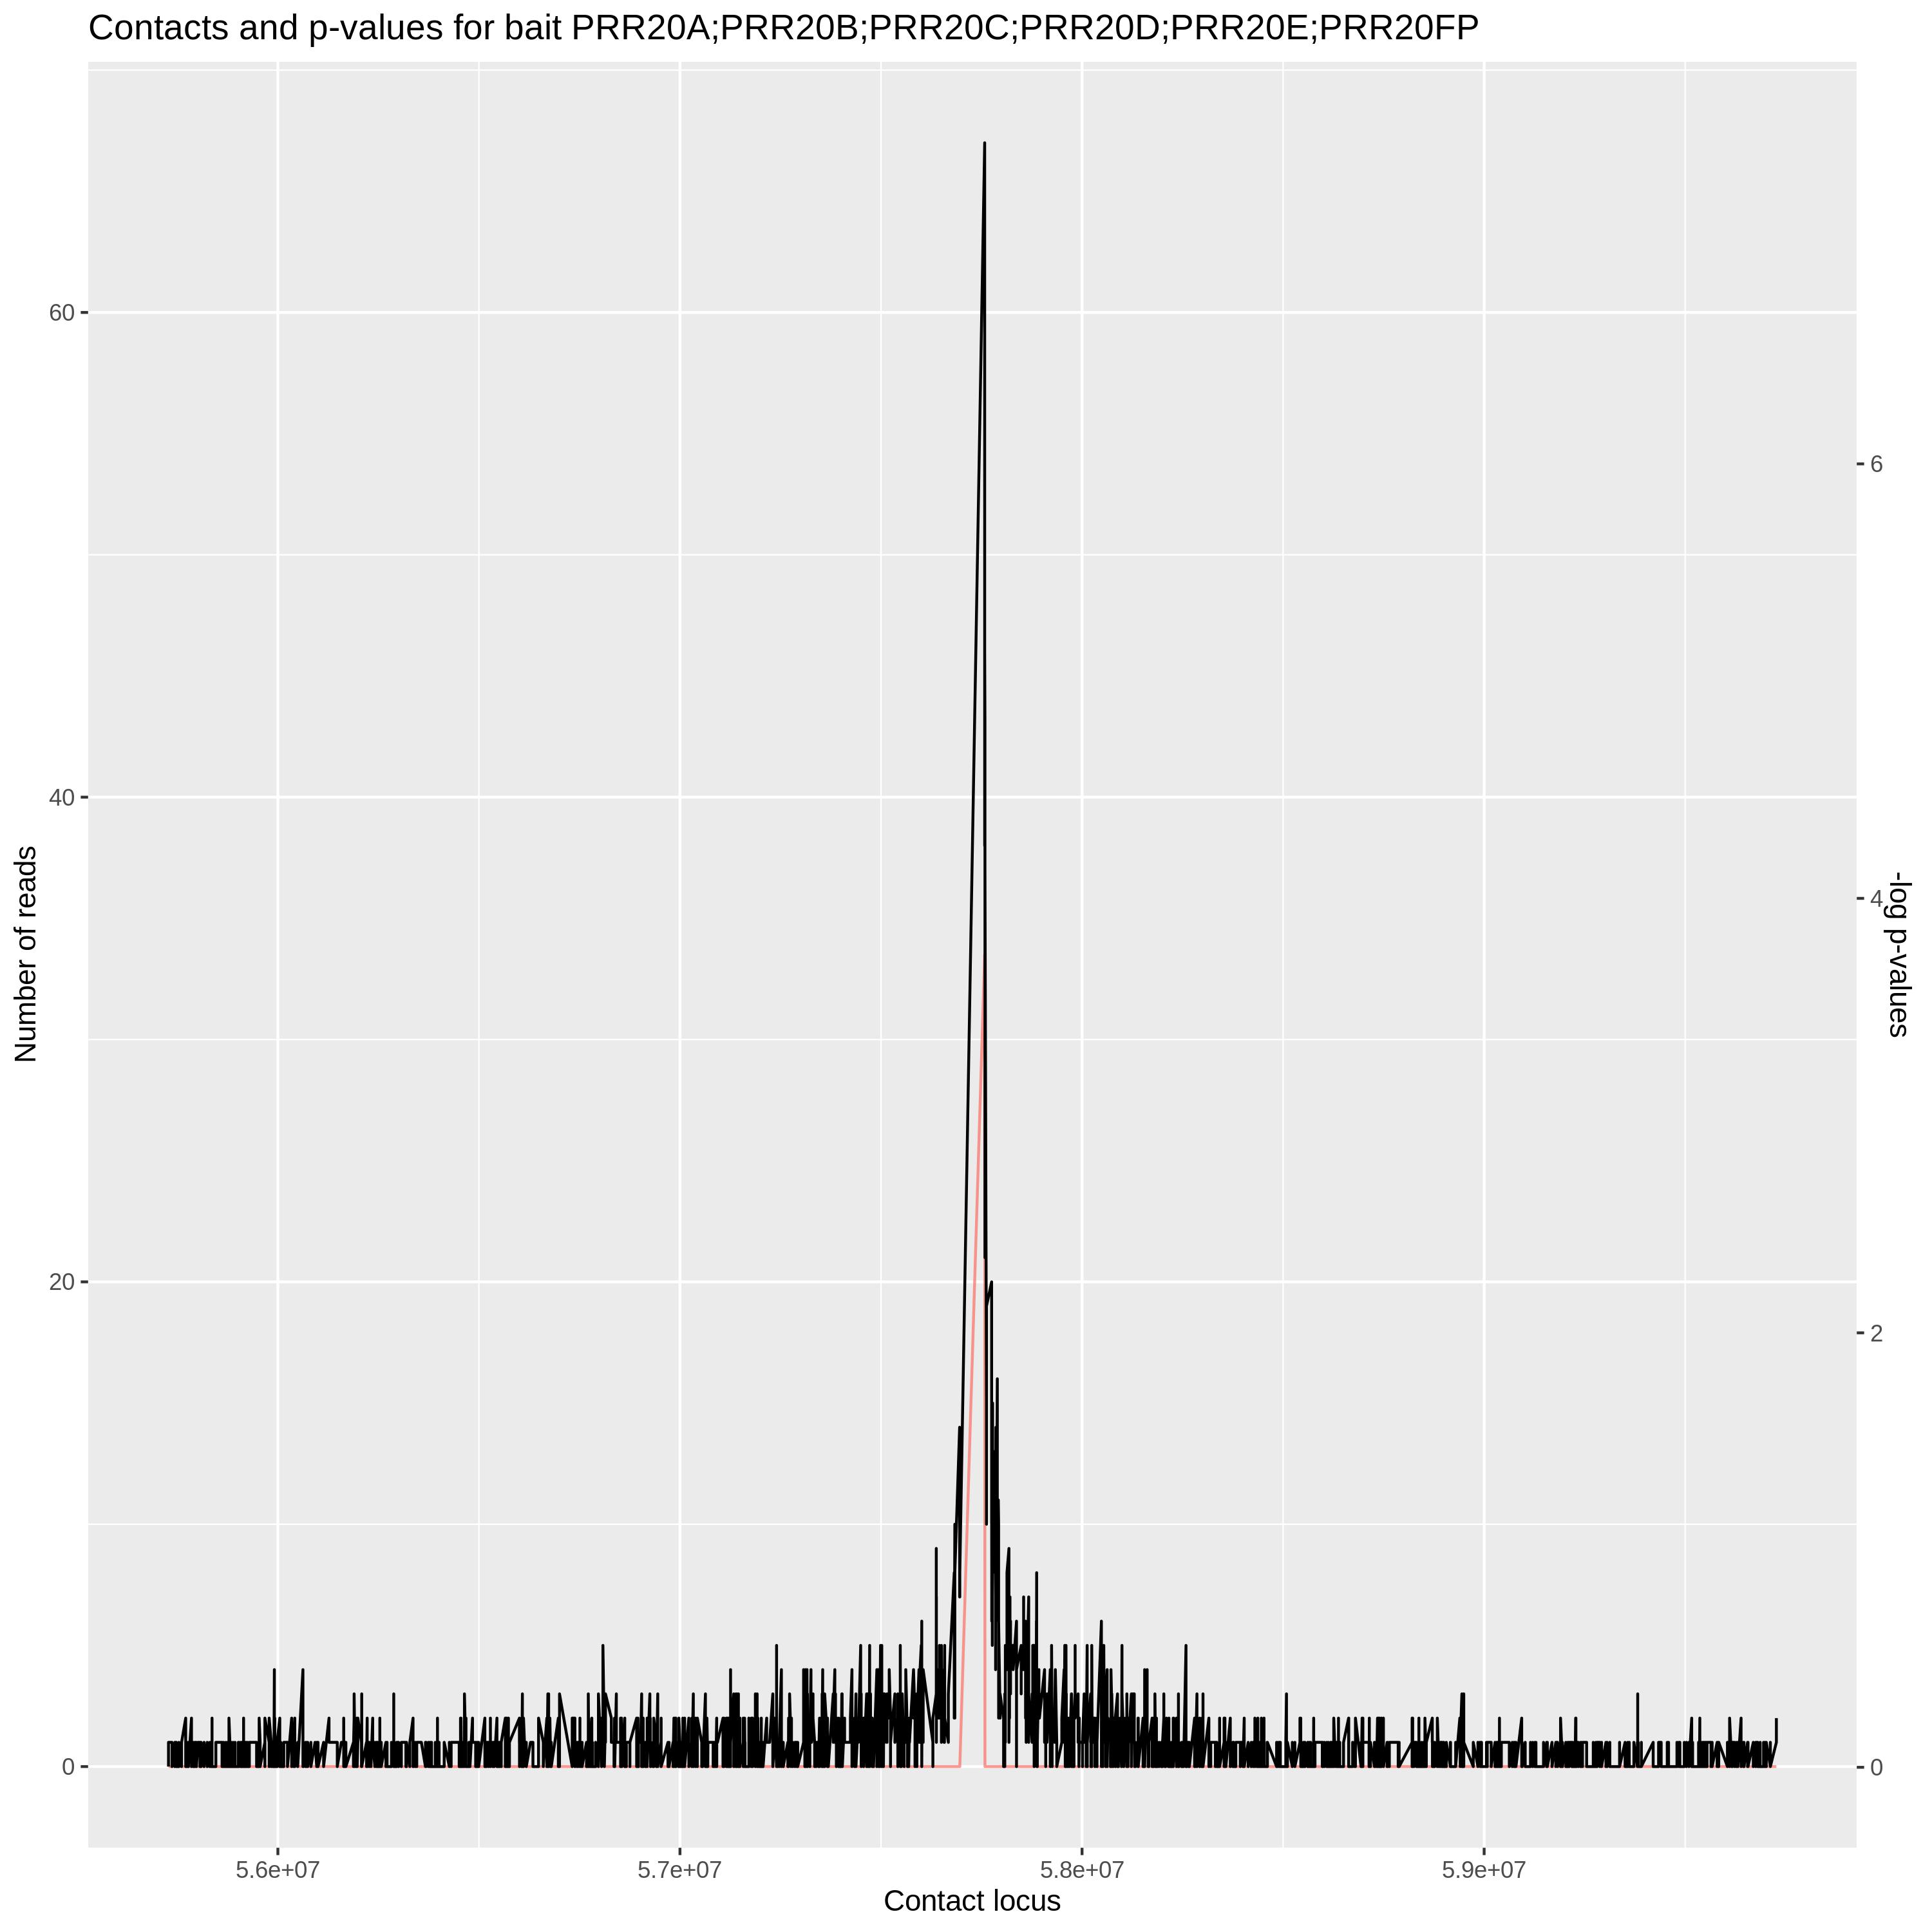 Contacts and p-values for bait PRR20A;PRR20B;PRR20C;PRR20D;PRR20E;PRR20FP
Number of reads
60
40
20
0
6
4
2
0
-log p-values
5.6e+07 5.7e+07 5.8e+07 5.9e+07
Contact locus